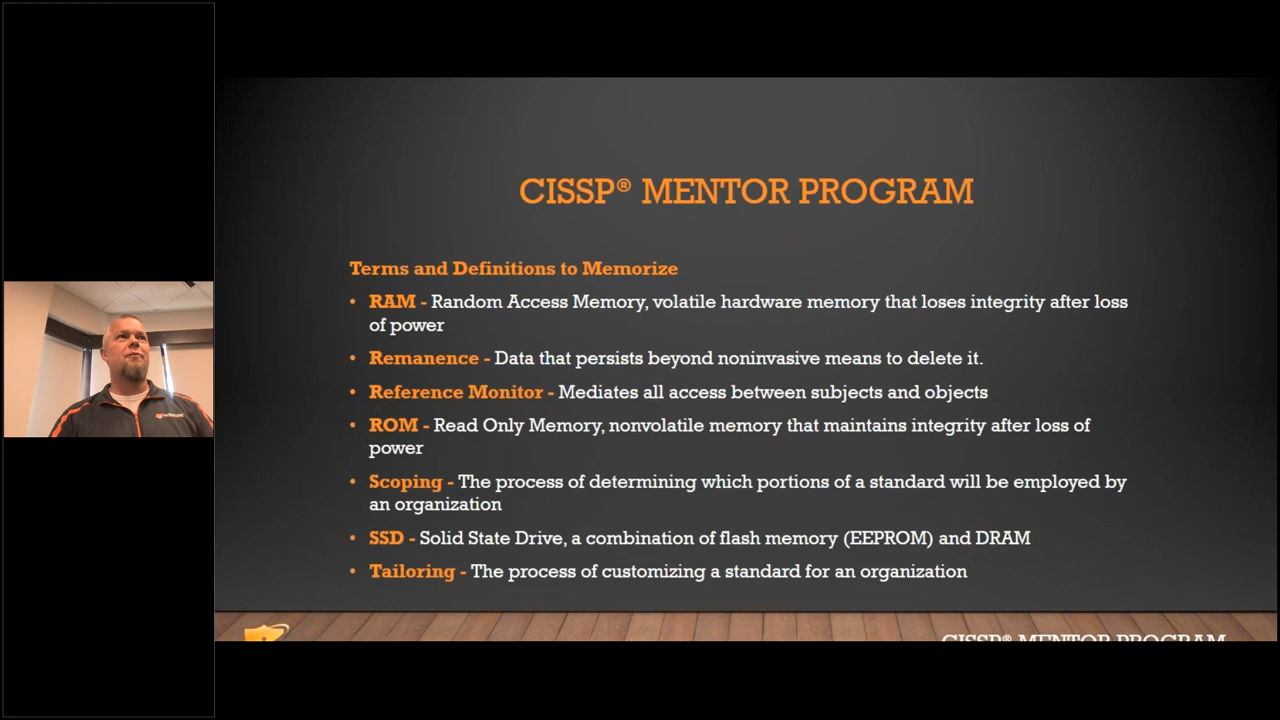 CISSP® MENTOR PROGRAM
Terms and Definitions to Memorize
• RAM - Random Access Memory, volatile hardware memory that loses integrity after loss
of power
• Remanence - Data that persists beyond noninvasive means to delete it.
• Reference Monitor - Mediates all access between subjects and objects
• ROM - Read Only Memory, nonvolatile memory that maintains integrity after loss of
power
• Scoping - The process of determining which portions of a standard will be employed by
an organization
• SSD - Solid State Drive, a combination of flash memory (EEPROM) and DRAM
• Tailoring - The process of customizing a standard for an organization
CISSP® MENTOR PROGRAM